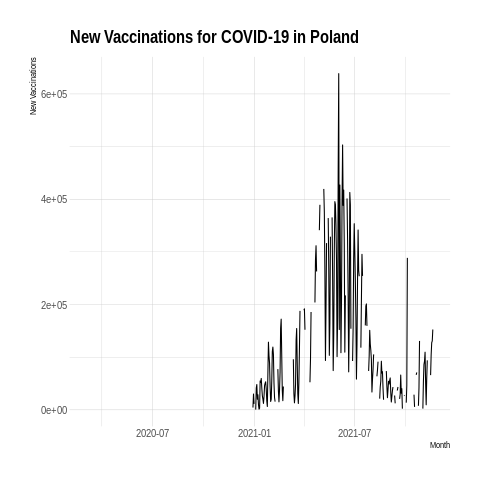 New Vaccinations for COVID-19 in Poland
New Vaccinations
6e+05
4e+05
2e+05
0e+00
2020-07
2021-01
2021-07
Month